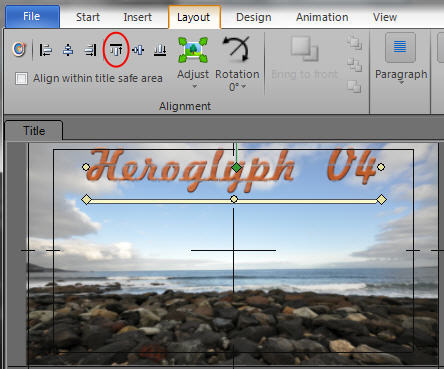 File Start Insert Layout Design Animation View
Align within title safe area
Adjust Rotation Bring to front Paragraph
0°
Alignment
Title
Heroglyph V4